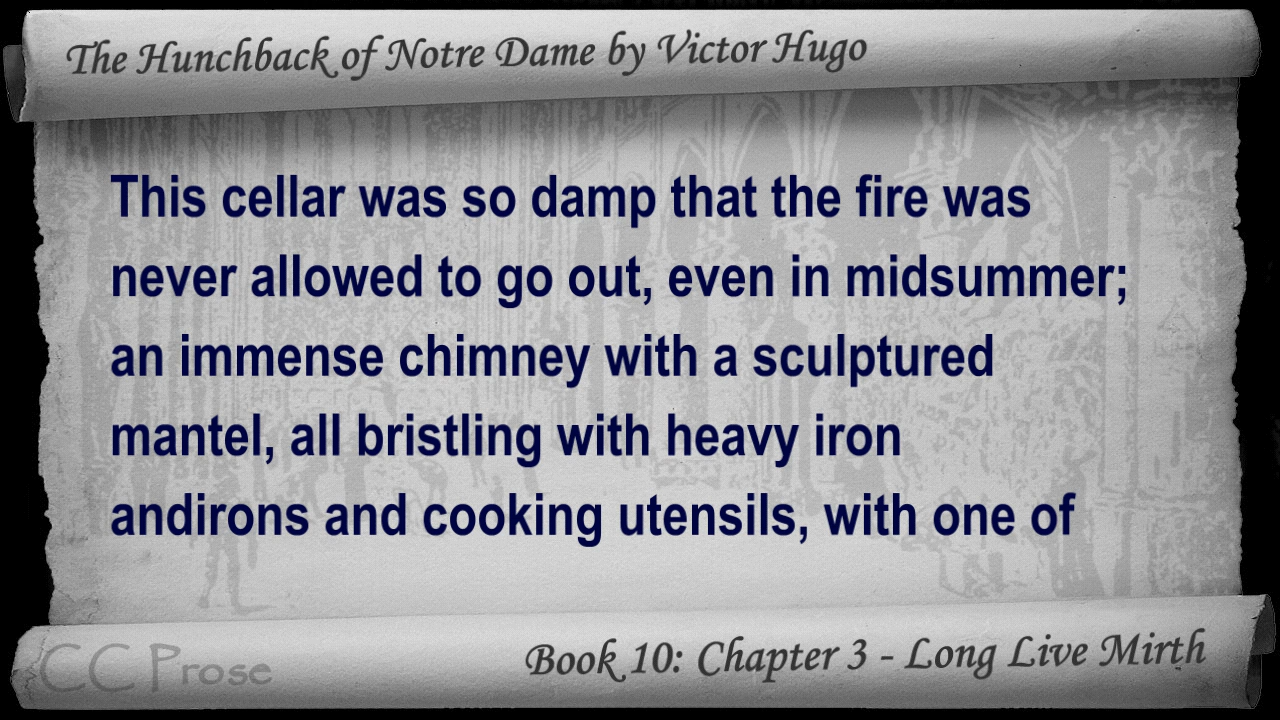 The Hunchback of Notre Dame by Victor Hugo
This cellar was so damp that the fire was
never allowed to go out, even in midsummer;
an immense chimney with a sculptured
mantel, all bristling with heavy iron
andirons and cooking utensils, with one of
CC Prose
Book 10: Chapter 3 - Long Live Mirth